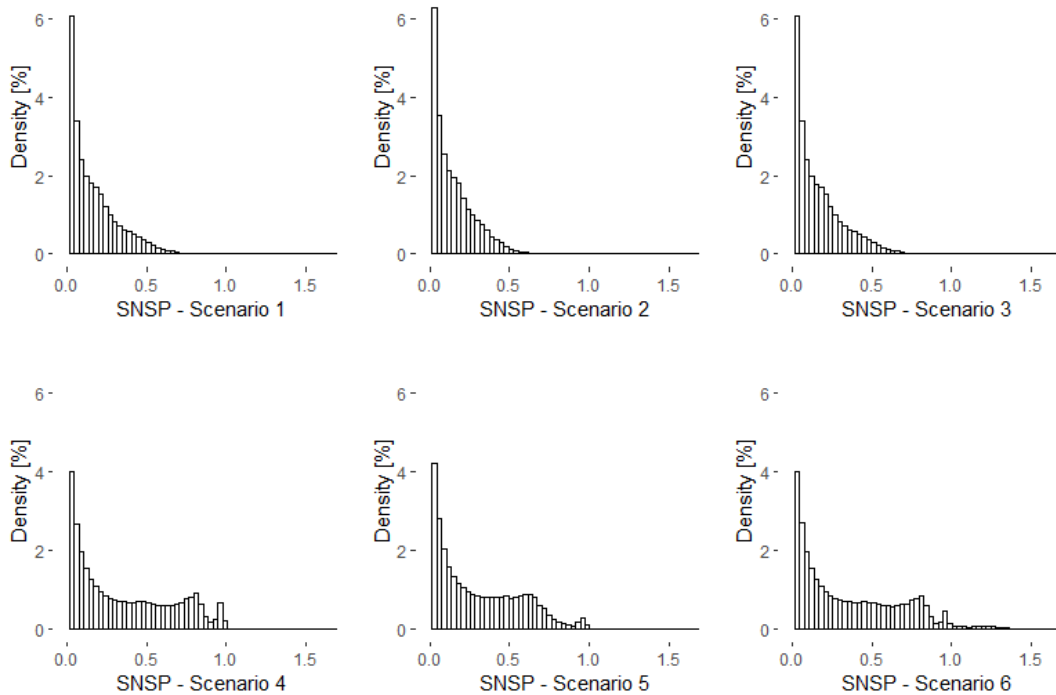 6
4
2
0
Density [%]
0.0 0.5 1.0 1.5
SNSP - Scenario 1
6
4
2
0
Density [%]
0.0 0.5 1.0 1.5
SNSP - Scenario 2
6
4
2
0
Density [%]
0.0 0.5 1.0 1.5
SNSP - Scenario 3
6
4
2
0
Density [%]
0.0 0.5 1.0 1.5
SNSP - Scenario 4
6
4
2
0
Density [%]
0.0 0.5 1.0 1.5
SNSP - Scenario 5
6
4
2
0
Density [%]
0.0 0.5 1.0 1.5
SNSP - Scenario 6